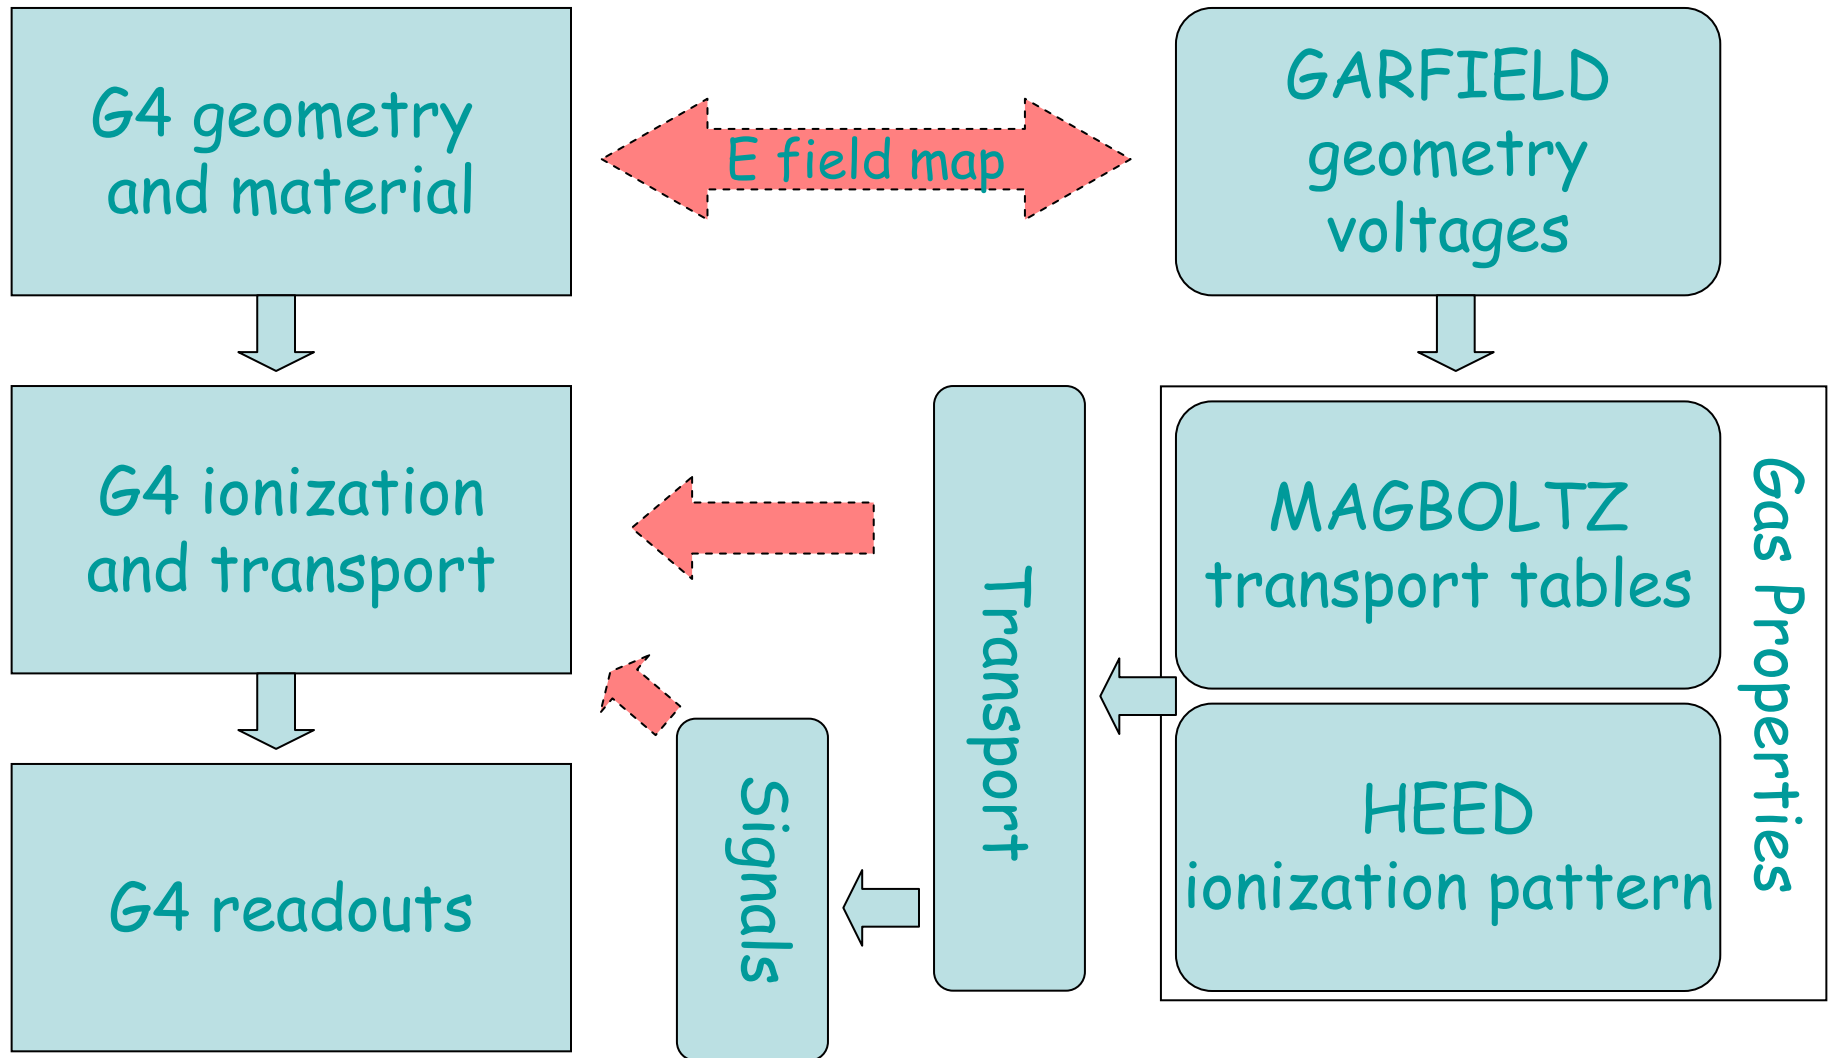 G4 geometry
and material
E field map
GARFIELD
geometry
voltages
G4 ionization
and transport
Transport
MAGBOLTZ
transport tables
Gas Properties
HEED
ionization pattern
Signals
G4 readouts